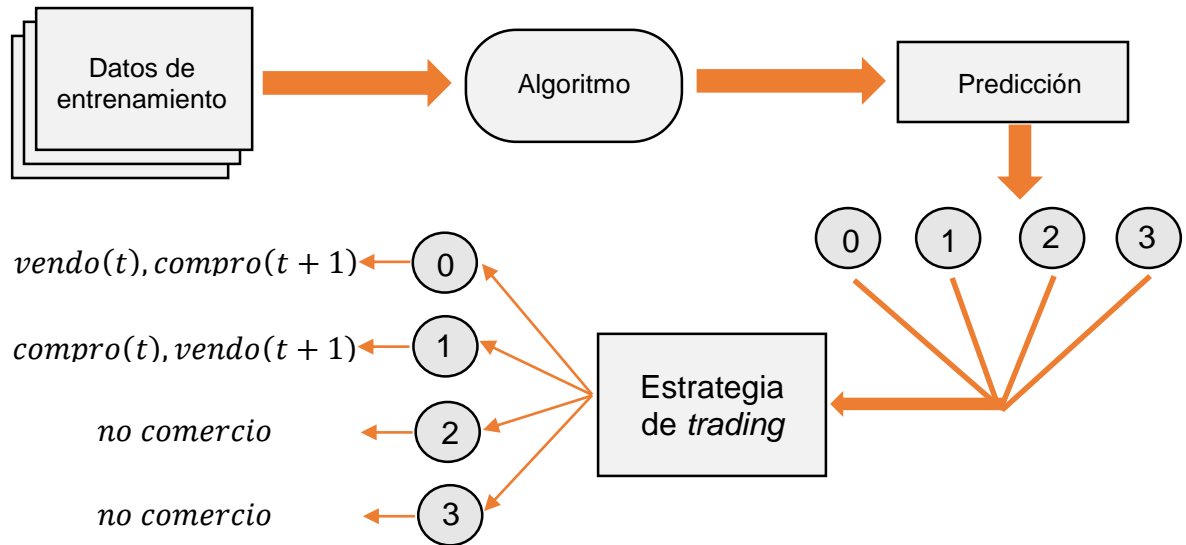 Datos de
entrenamiento
Algoritmo
Predicción
0 1 2 3
vendo(t), compro(t + 1)
0
compro(t), vendo(t + 1)
1
no comercio
2
no comercio
3
Estrategia
de trading